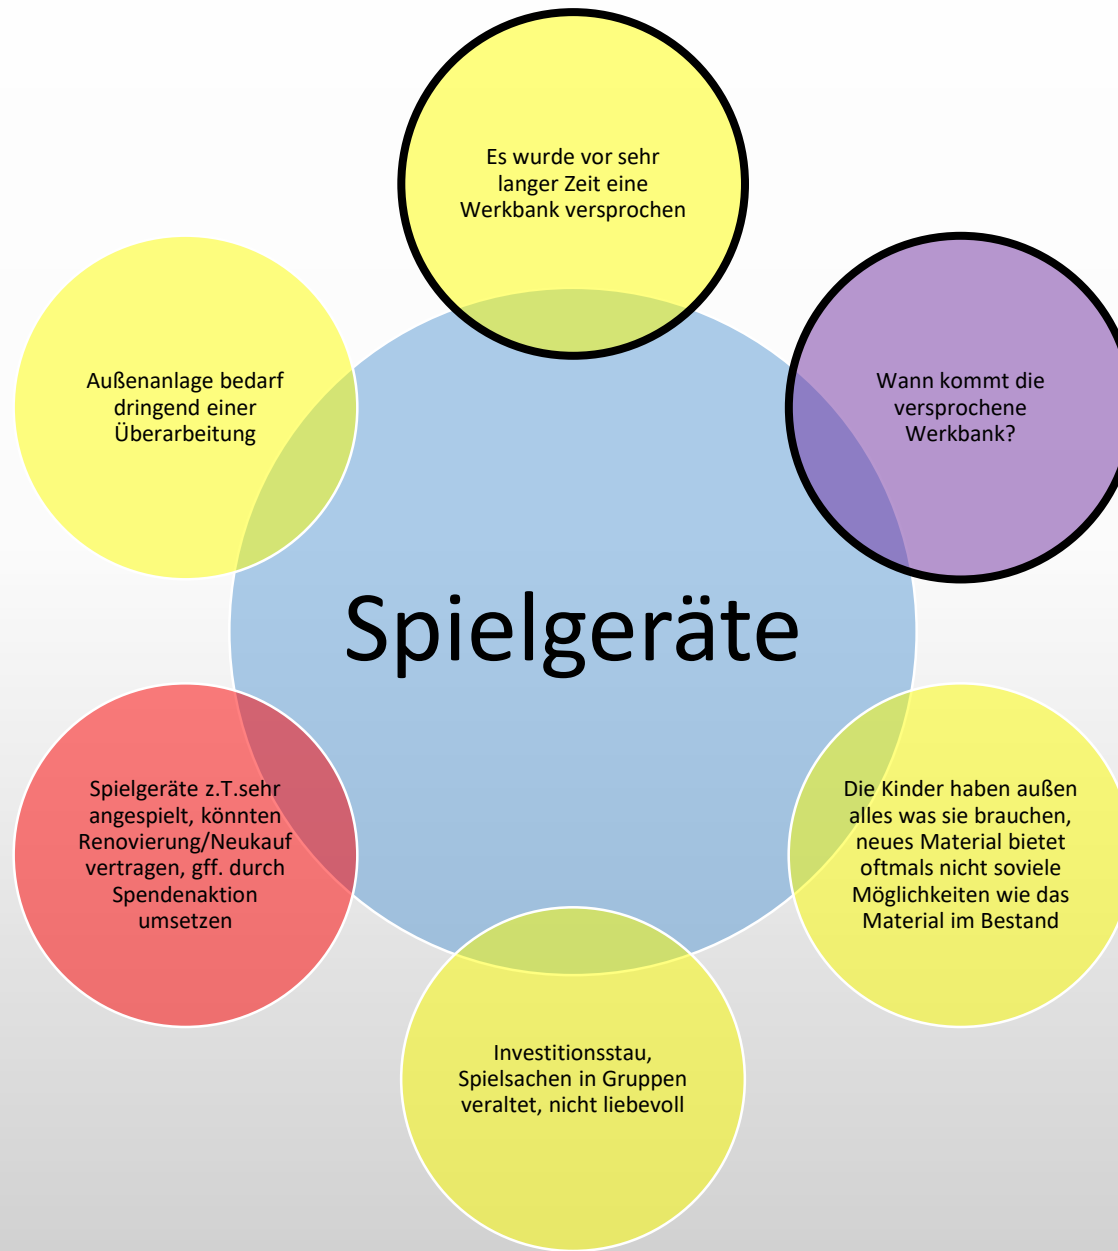 Es wurde vor sehr
langer Zeit eine
Werkbank versprochen
Wann kommt die
versprochene
Werkbank?
Außenanlage bedarf
dringend einer
Überarbeitung
Spielgeräte
Die Kinder haben außen
alles was sie brauchen,
neues Material bietet
oftmals nicht soviele
Möglichkeiten wie das
Material im Bestand
Spielgeräte z.T.sehr
angespielt, könnten
Renovierung/Neukauf
vertragen, gff. durch
Spendenaktion
umsetzen
Investitionsstau,
Spielsachen in Gruppen
veraltet, nicht liebevoll